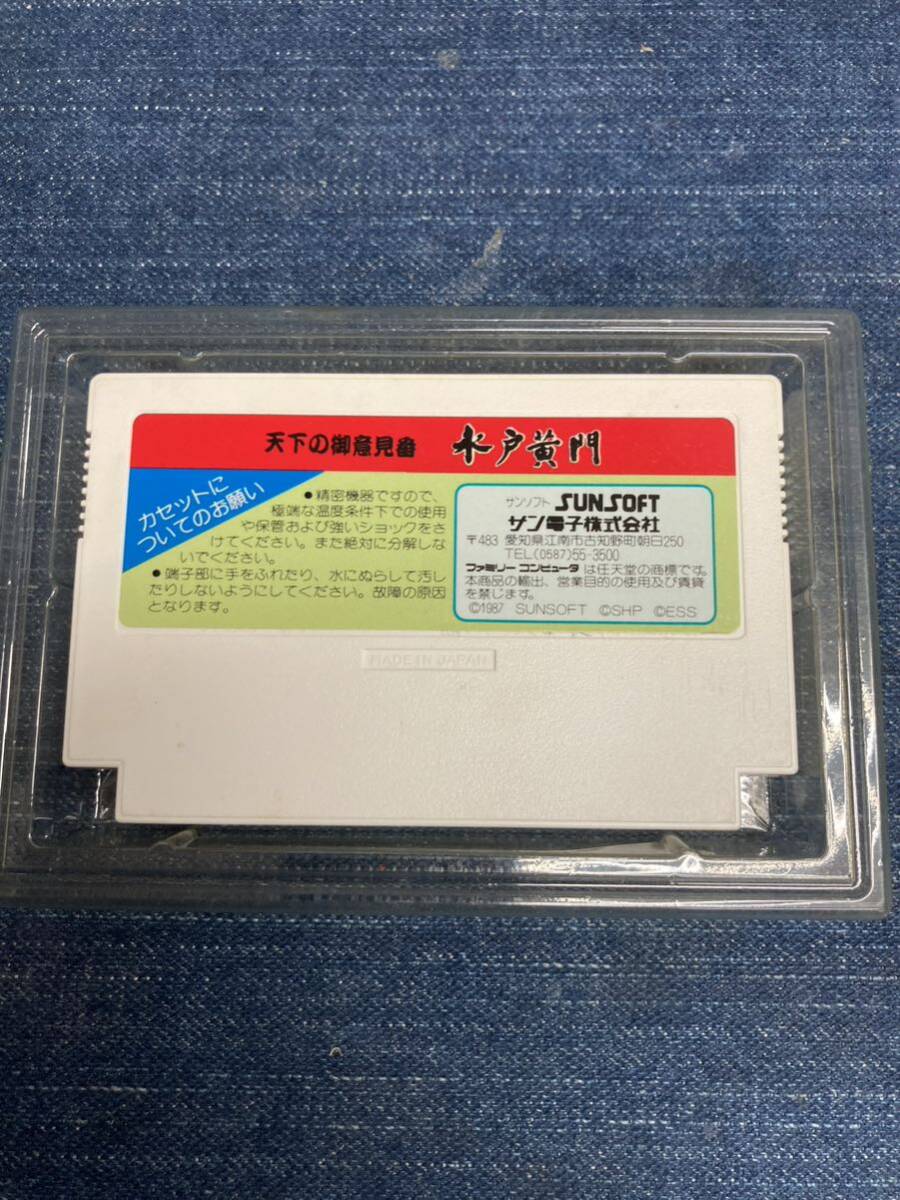 天下の御意見番 水戸黄門
カセットに
ついてのお願い
●精密機器ですので、
極端な温度条件下での使用
や保管および強いショックをさ
けてください。また絶対に分解しな
いでください。
●端子部に手をふれたり、水にぬらして汚し
たりしないようにしてください。故障の原因
となります。
サンソフト SUNSOFT
サン電子株式会社
〒483 愛知県江南市古知野町朝日250
TEL(0587)55-3500
ファミリー コンピュータ は任天堂の商標です。
本商品の輸出、営業目的の使用及び賃貸
を禁じます。
©1987 SUNSOFT ©SHP ©ESS
MADE IN JAPAN